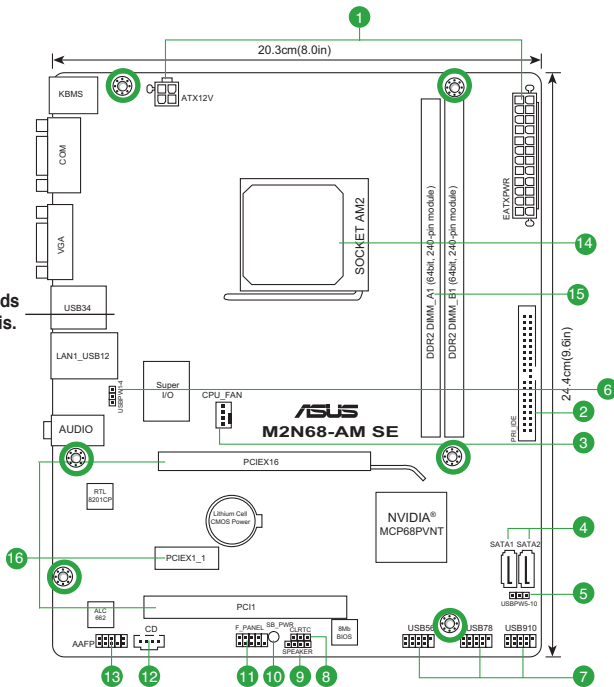 1
20.3cm(8.0in)
KBMS
ATX12V
COM
EATXPWR
VGA
SOCKET AM2
14
DDR2 DIMM_A1 (64bit, 240-pin module)
DDR2 DIMM_B1 (64bit, 240-pin module)
15
ds
is.
USB34
24.4cm(9.6in)
LAN1_USB12
USBPW1-4
Super
I/O
CPU_FAN
6
PRI_IDE
2
ASUS
M2N68-AM SE
3
AUDIO
PCIEX16
RTL
8201CP
Lithium Cell
CMOS Power
NVIDIA®
MCP68PVNT
4
SATA1 SATA2
16
PCIEX1_1
5
USBPW5-10
ALC
662
PCI1
8Mb
BIOS
CD
F_PANEL
SB_PWR
CLRTC
SPEAKER
USB56
USB78
USB910
AAFP
13
12
11
10
9
8
7